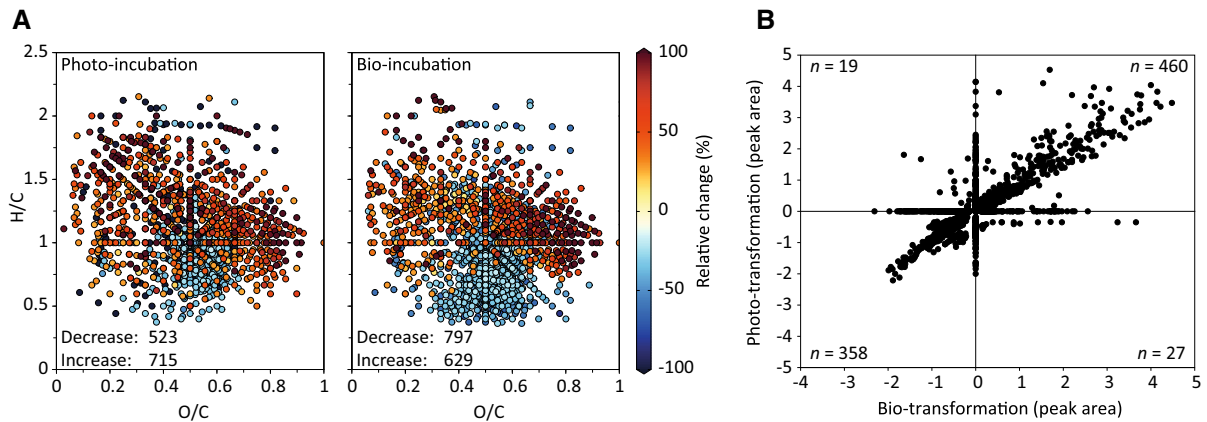 A
Photo-incubation
Bio-incubation
H/C
2.5
2
1.5
1
0.5
0
Decrease: 523
Increase: 715
Decrease: 797
Increase: 629
0 0.2 0.4 0.6 0.8 1
0 0.2 0.4 0.6 0.8 1
O/C
O/C
100
50
0
-50
-100
Relative change (%)
B
n = 19
n = 460
n = 358
n = 27
5
4
3
2
1
0
-1
-2
-3
-4
-5
Photo-transformation (peak area)
-4 -3 -2 -1 0 1 2 3 4 5
Bio-transformation (peak area)